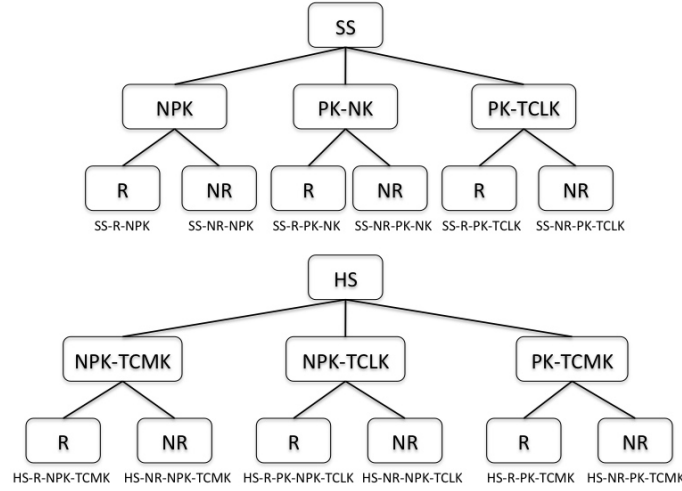 SS
NPK PK-NK PK-TCLK
R NR R NR R NR
SS-R-NPK SS-NR-NPK SS-R-PK-NK SS-NR-PK-NK SS-R-PK-TCLK SS-NR-PK-TCLK
HS
NPK-TCMK NPK-TCLK PK-TCMK
R NR R NR R NR
HS-R-NPK-TCMK HS-NR-NPK-TCMK HS-R-PK-NPK-TCLK HS-NR-NPK-TCLK HS-R-PK-TCMK HS-NR-PK-TCMK